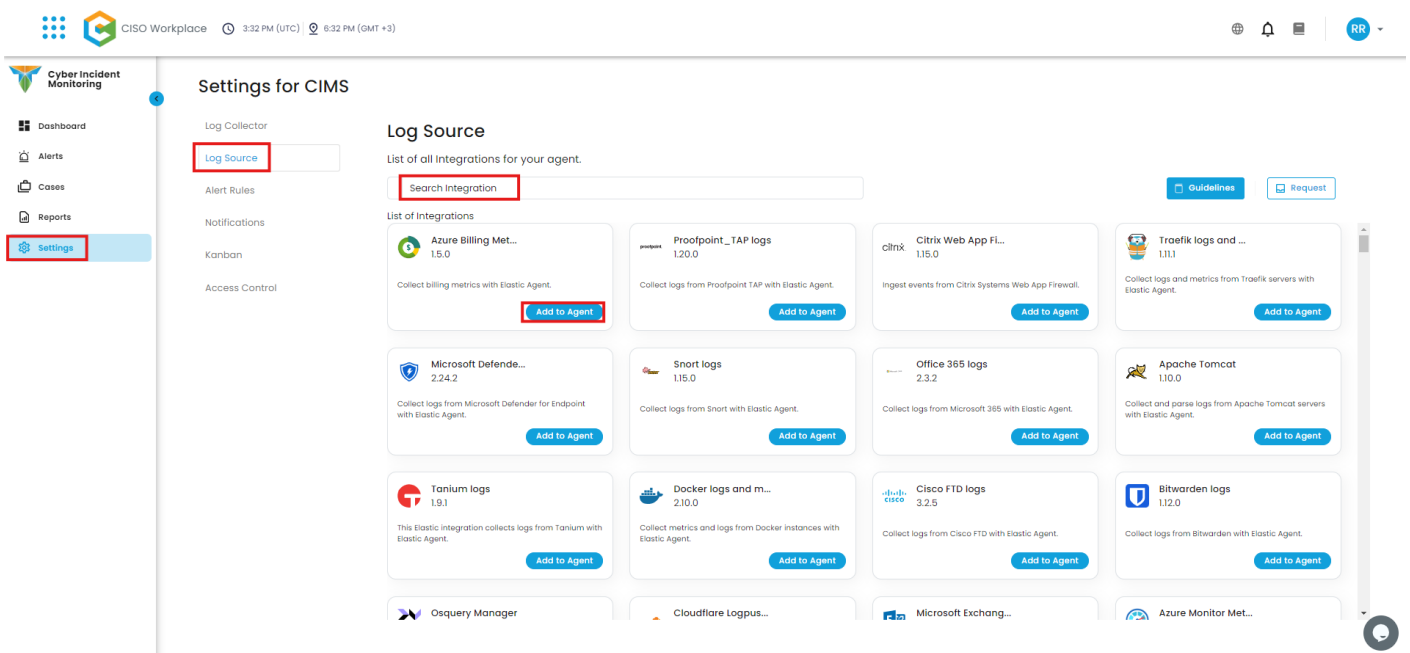 CISO Workplace
3:32 PM (UTC)
6:32 PM (GMT +3)
RR
Cyber Incident
Monitoring
Dashboard
Alerts
Cases
Reports
Settings
Settings for CIMS
Log Collector
Log Source
Alert Rules
Notifications
Kanban
Access Control
Log Source
List of all Integrations for your agent.
Search Integration
Guidelines
Request
List of Integrations
Azure Billing Met...
1.5.0
Collect billing metrics with Elastic Agent.
Add to Agent
proofpoint
Proofpoint_TAP logs
1.20.0
Collect logs from Proofpoint TAP with Elastic Agent.
Add to Agent
citrix
Citrix Web App Fi...
1.15.0
Ingest events from Citrix Systems Web App Firewall.
Add to Agent
Traefik logs and ...
1.11.1
Collect logs and metrics from Traefik servers with
Elastic Agent.
Add to Agent
Microsoft Defende...
2.24.2
Collect logs from Microsoft Defender for Endpoint
with Elastic Agent.
Add to Agent
Snort logs
1.15.0
Collect logs from Snort with Elastic Agent.
Add to Agent
Office 365 logs
2.3.2
Collect logs from Microsoft 365 with Elastic Agent.
Add to Agent
Apache Tomcat
1.10.0
Collect and parse logs from Apache Tomcat servers
with Elastic Agent.
Add to Agent
Tanium logs
1.9.1
This Elastic integration collects logs from Tanium with
Elastic Agent.
Add to Agent
Docker logs and m...
2.10.0
Collect metrics and logs from Docker instances with
Elastic Agent.
Add to Agent
CISCO
Cisco FTD logs
3.2.5
Collect logs from Cisco FTD with Elastic Agent.
Add to Agent
Bitwarden logs
1.12.0
Collect logs from Bitwarden with Elastic Agent.
Add to Agent
Osquery Manager
Cloudflare Logpus...
Microsoft Exchang...
Azure Monitor Met...